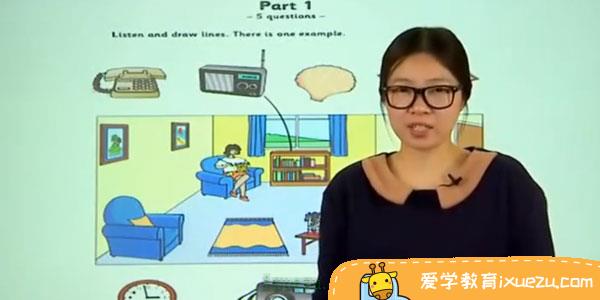 Part 1
– 5 questions –
Listen and draw lines. There is one example.
爱学教育ixuezu.com